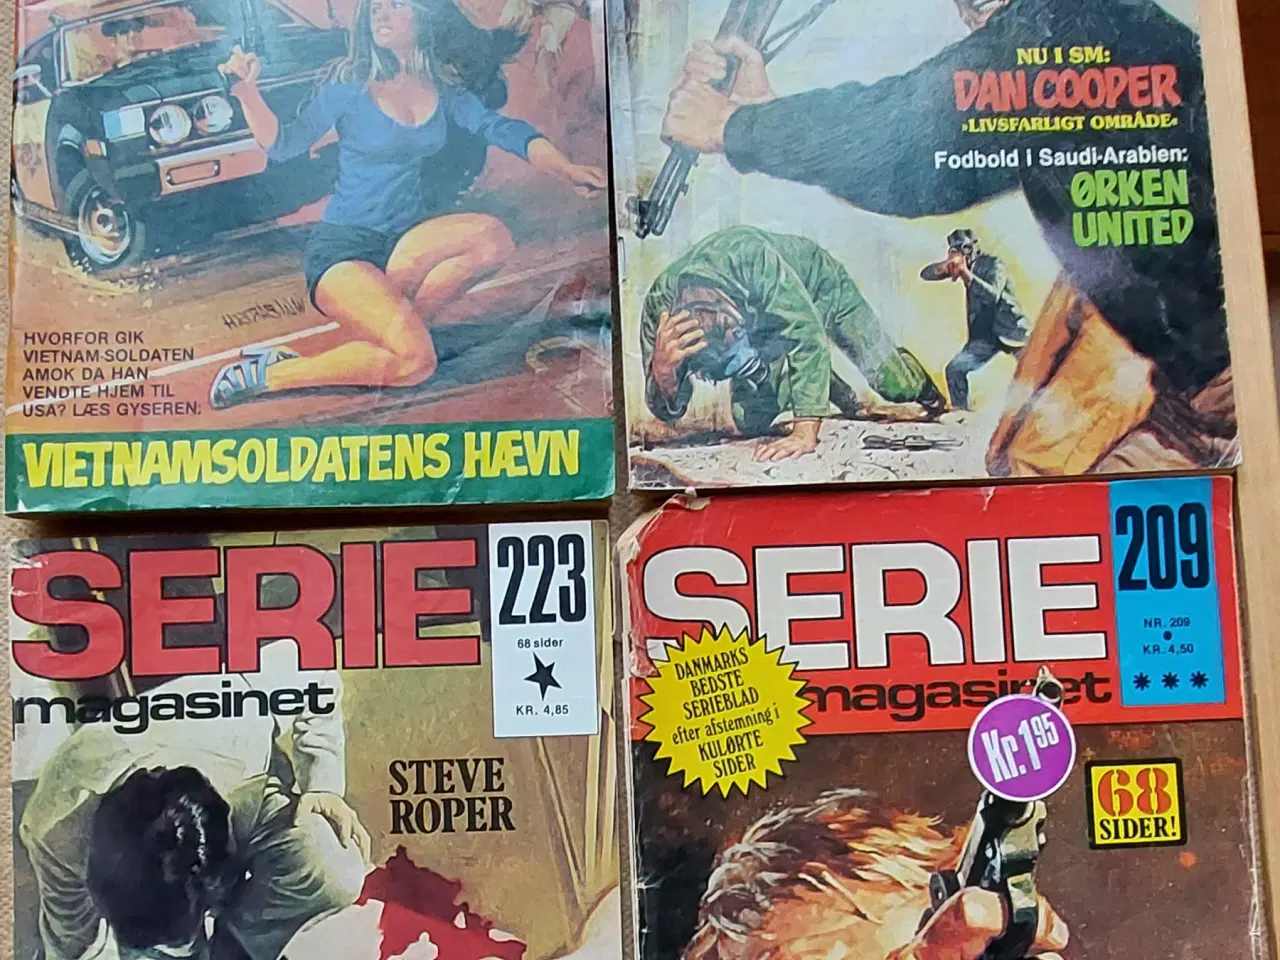 HVORFOR GIK
VIETNAM-SOLDATEN
AMOK DA HAN
VENDTE HJEM TIL
USA? LÆS GYSEREN:
VIETNAMSOLDATENS HÆVN
NU I SM:
DAN COOPER
»LIVSFARLIGT OMRÅDE«
Fodbold i Saudi-Arabien:
ØRKEN
UNITED
SERIE
magasinet
223
68 sider
KR. 4,85
STEVE
ROPER
SERIE
magasinet
209
NR. 209
KR. 4,50
DANMARKS
BEDSTE
SERIEBLAD
efter afstemning i
KULØRTE
SIDER
Kr. 1 95
68
SIDER!